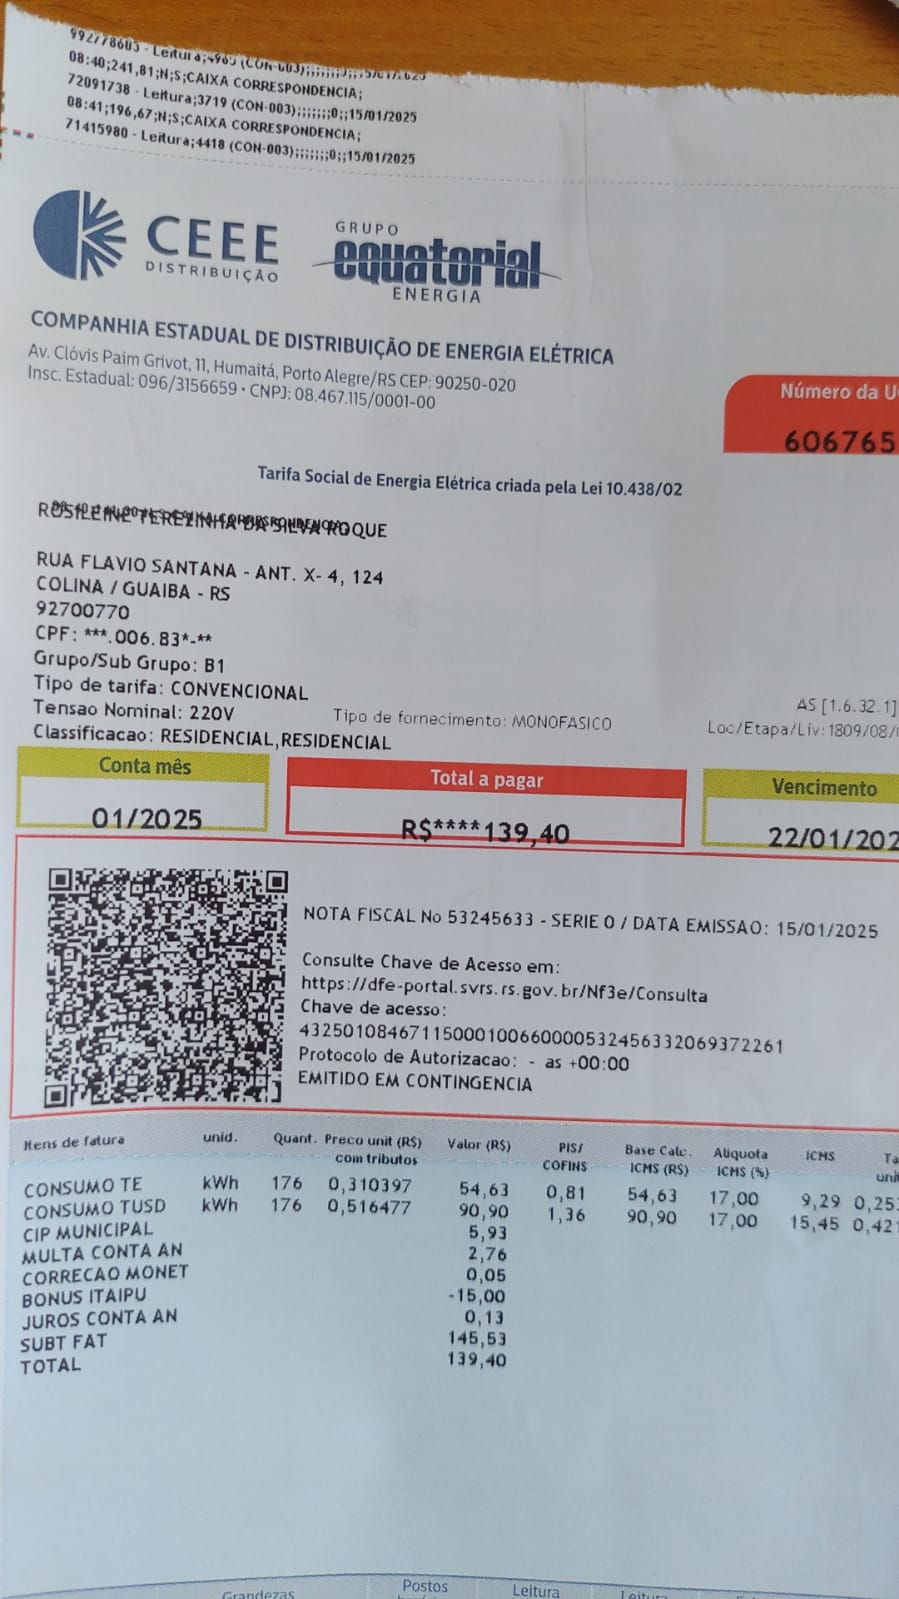 992778603 - Leitura;4965 (CON-003);;;;;;;0;;15/01/2025
08:40;241,81;N;S;CAIXA CORRESPONDENCIA;
72091738 - Leitura;3719 (CON-003);;;;;;;0;;15/01/2025
08:41;196,67;N;S;CAIXA CORRESPONDENCIA;
71415980 - Leitura;4418 (CON-003);;;;;;;0;;15/01/2025
CEEE
DISTRIBUIÇÃO
GRUPO
equatorial
ENERGIA
COMPANHIA ESTADUAL DE DISTRIBUIÇÃO DE ENERGIA ELÉTRICA
Av. Clóvis Paim Grivot, 11, Humaitá, Porto Alegre/RS CEP: 90250-020
Insc. Estadual: 096/3156659 • CNPJ: 08.467.115/0001-00
Número da U
606765
Tarifa Social de Energia Elétrica criada pela Lei 10.438/02
ROSILEINE TEREZINHA DA SILVA ROQUE
RUA FLAVIO SANTANA - ANT. X- 4, 124
COLINA / GUAIBA - RS
92700770
CPF: ***.006.83*-**
Grupo/Sub Grupo: B1
Tipo de tarifa: CONVENCIONAL
Tensao Nominal: 220V Tipo de fornecimento: MONOFASICO AS [1.6.32.1]
Classificacao: RESIDENCIAL,RESIDENCIAL Loc/Etapa/Liv: 1809/08/
Conta mês Total a pagar Vencimento
01/2025 R$****139,40 22/01/202
NOTA FISCAL No 53245633 - SERIE 0 / DATA EMISSAO: 15/01/2025
Consulte Chave de Acesso em:
https://dfe-portal.svrs.rs.gov.br/Nf3e/Consulta
Chave de acesso:
43250108467115000100660000532456332069372261
Protocolo de Autorizacao: - as +00:00
EMITIDO EM CONTINGENCIA
Itens de fatura unid. Quant. Preco unit (R$) com tributos Valor (R$) PIS/ COFINS Base Calc. ICMS (R$) Aliquota ICMS (%) ICMS Ta unit
CONSUMO TE kWh 176 0,310397 54,63 0,81 54,63 17,00 9,29 0,25
CONSUMO TUSD kWh 176 0,516477 90,90 1,36 90,90 17,00 15,45 0,42
CIP MUNICIPAL 5,93
MULTA CONTA AN 2,76
CORRECAO MONET 0,05
BONUS ITAIPU -15,00
JUROS CONTA AN 0,13
SUBT FAT 145,53
TOTAL 139,40
Grandezas Postos Leitura Leitura